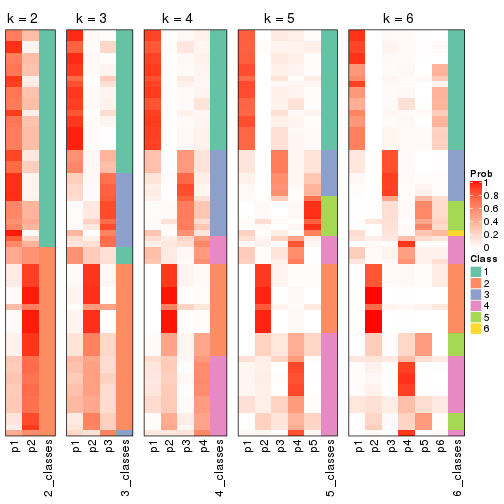 k = 2
k = 3
k = 4
k = 5
k = 6
Prob
1
0.8
0.6
0.4
0.2
0
Class
1
2
3
4
5
6
p1
p2
2_classes
p1
p2
p3
3_classes
p1
p2
p3
p4
4_classes
p1
p2
p3
p4
p5
5_classes
p1
p2
p3
p4
p5
p6
6_classes